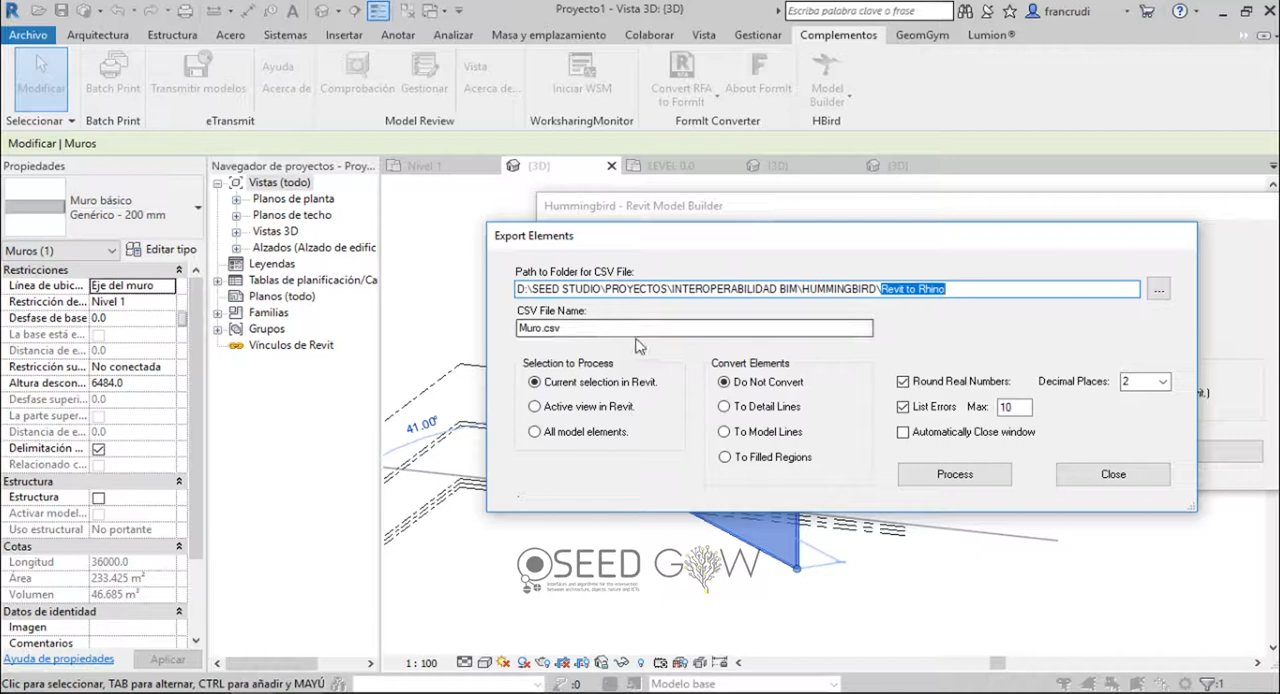 Proyecto1 - Vista 3D: {3D}
Escriba palabra clave o frase
francrudi
Archivo Arquitectura Estructura Acero Sistemas Insertar Anotar Analizar Masa y emplazamiento Colaborar Vista Gestionar Complementos GeomGym Lumion®
Modificar
Batch Print
Transmitir modelos
Ayuda
Acerca de
Comprobación
Gestionar
Vista
Acerca de...
Iniciar WSM
Convert RFA
to FormIt
About FormIt
Model
Builder
Seleccionar
Batch Print
eTransmit
Model Review
WorksharingMonitor
FormIt Converter
HBird
Modificar | Muros
Propiedades
Muro básico
Genérico - 200 mm
Muros (1)
Editar tipo
Restricciones
Línea de ubic... Eje del muro
Restricción de... Nivel 1
Desfase de base 0.0
La base está e...
Distancia de e... 0.0
Restricción su... No conectada
Altura descon... 6484.0
Desfase superi... 0.0
La parte super...
Distancia de e... 0.0
Delimitación ...
Relacionado c...
Estructura
Estructura
Activar model...
Uso estructural No portante
Cotas
Longitud 36000.0
Área 233.425 m²
Volumen 46.685 m²
Datos de identidad
Imagen
Comentarios
Ayuda de propiedades
Aplicar
Navegador de proyectos - Proy...
Vistas (todo)
Planos de planta
Planos de techo
Vistas 3D
Alzados (Alzado de edific
Leyendas
Tablas de planificación/Ca
Planos (todo)
Familias
Grupos
Vínculos de Revit
Nivel 1
{3D}
LEVEL 0.0
{3D}
{3D}
Hummingbird - Revit Model Builder
Export Elements
Path to Folder for CSV File:
D:\SEED STUDIO\PROYECTOS\INTEROPERABILIDAD BIM\HUMMINGBIRD\Revit to Rhino
...
CSV File Name:
Muro.csv
Selection to Process
Current selection in Revit.
Active view in Revit.
All model elements.
Convert Elements
Do Not Convert
To Detail Lines
To Model Lines
To Filled Regions
Round Real Numbers: Decimal Places: 2
List Errors Max: 10
Automatically Close window
Process
Close
41.00°
SEED GROW
1 : 100
Clic para seleccionar, TAB para alternar, CTRL para añadir y MAYÚ
:0
Modelo base
:1